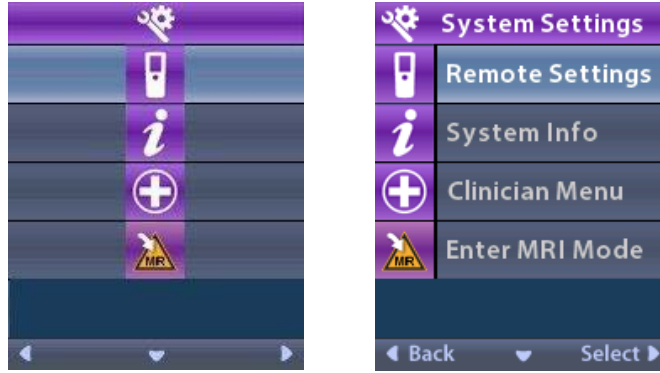 MR
System Settings
Remote Settings
i
System Info
Clinician Menu
MR
Enter MRI Mode
Back Select